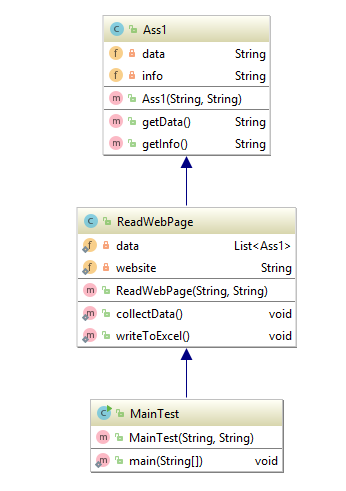 C Ass1
f data String
f info String
m Ass1(String, String)
m getData() String
m getInfo() String
C ReadWebPage
f data List<Ass1>
f website String
m ReadWebPage(String, String)
m collectData() void
m writeToExcel() void
C MainTest
m MainTest(String, String)
m main(String[]) void